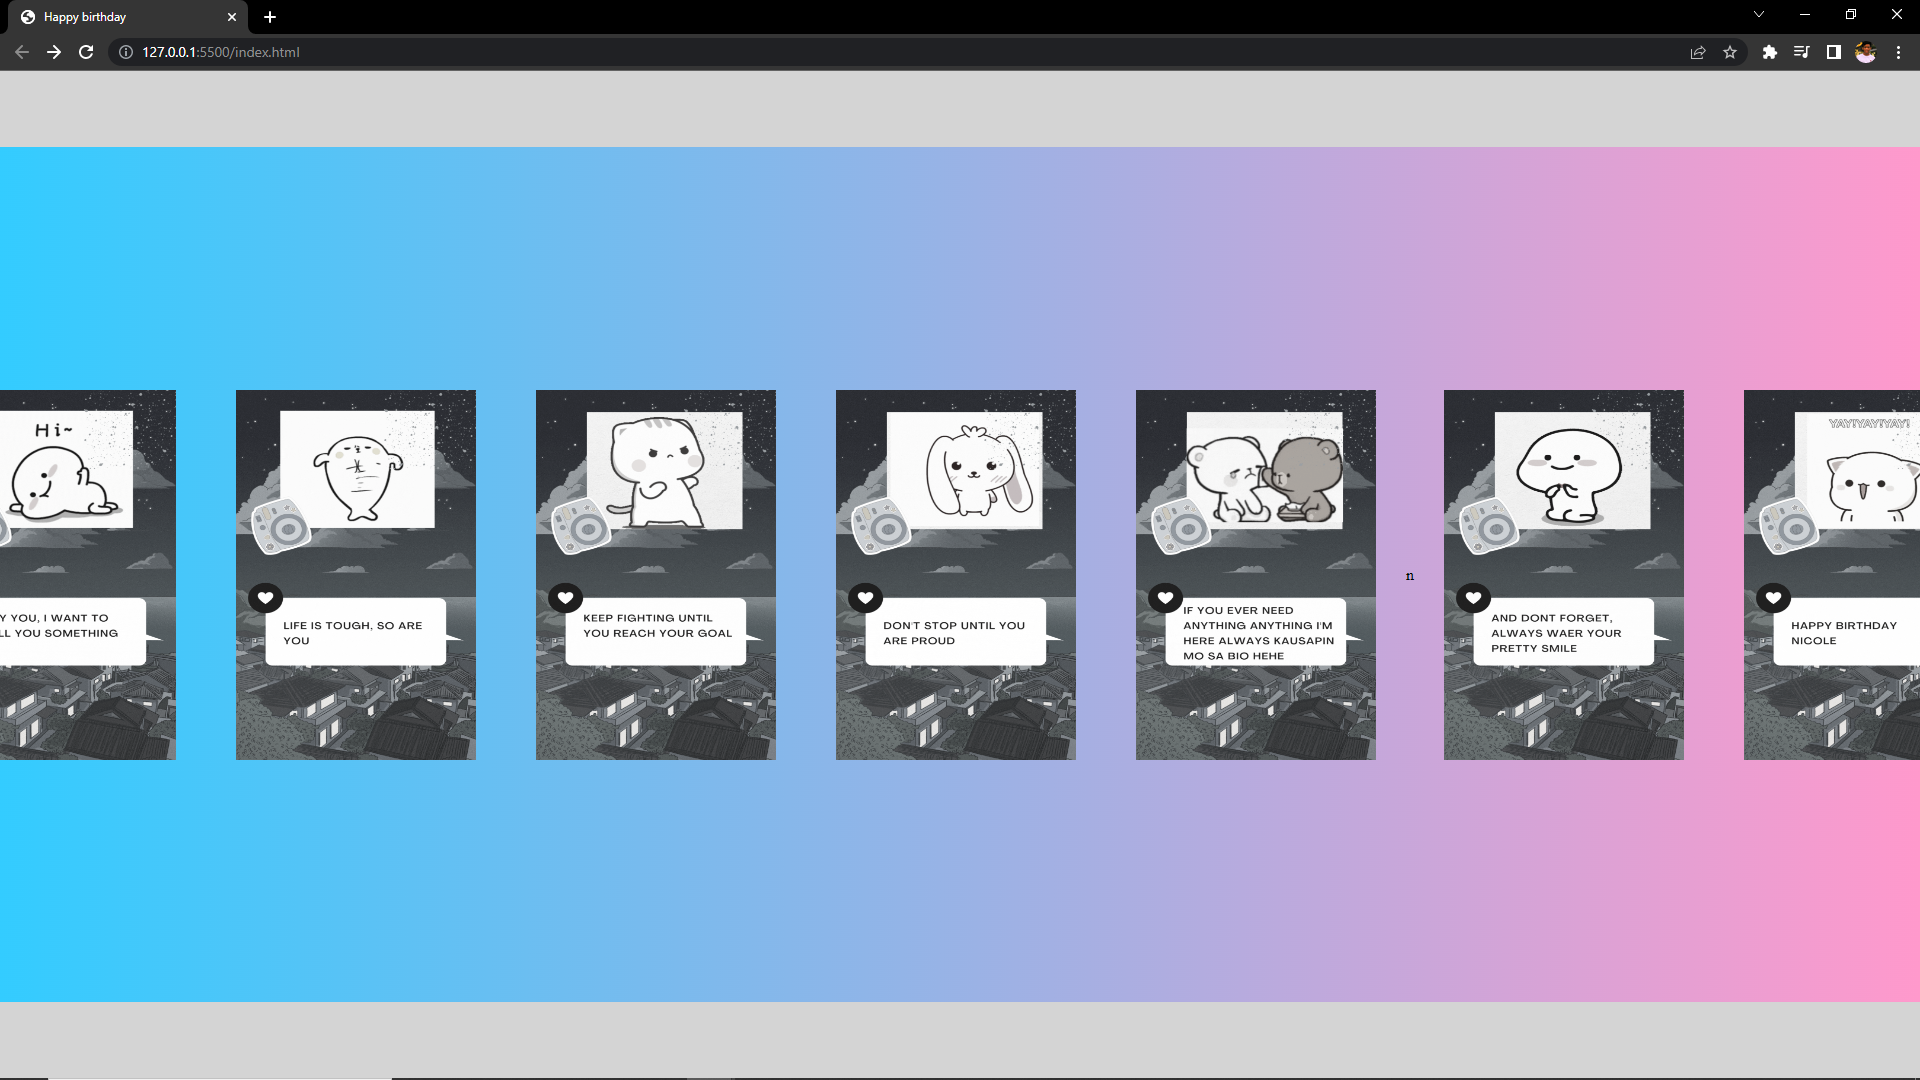 Happy birthday
127.0.0.1:5500/index.html
Hi~
Y YOU, I WANT TO
LL YOU SOMETHING
LIFE IS TOUGH, SO ARE
YOU
KEEP FIGHTING UNTIL
YOU REACH YOUR GOAL
DON'T STOP UNTIL YOU
ARE PROUD
IF YOU EVER NEED
ANYTHING ANYTHING I'M
HERE ALWAYS KAUSAPIN
MO SA BIO HEHE
n
AND DONT FORGET,
ALWAYS WAER YOUR
PRETTY SMILE
YAY!YAY!YAY!
HAPPY BIRTHDAY
NICOLE